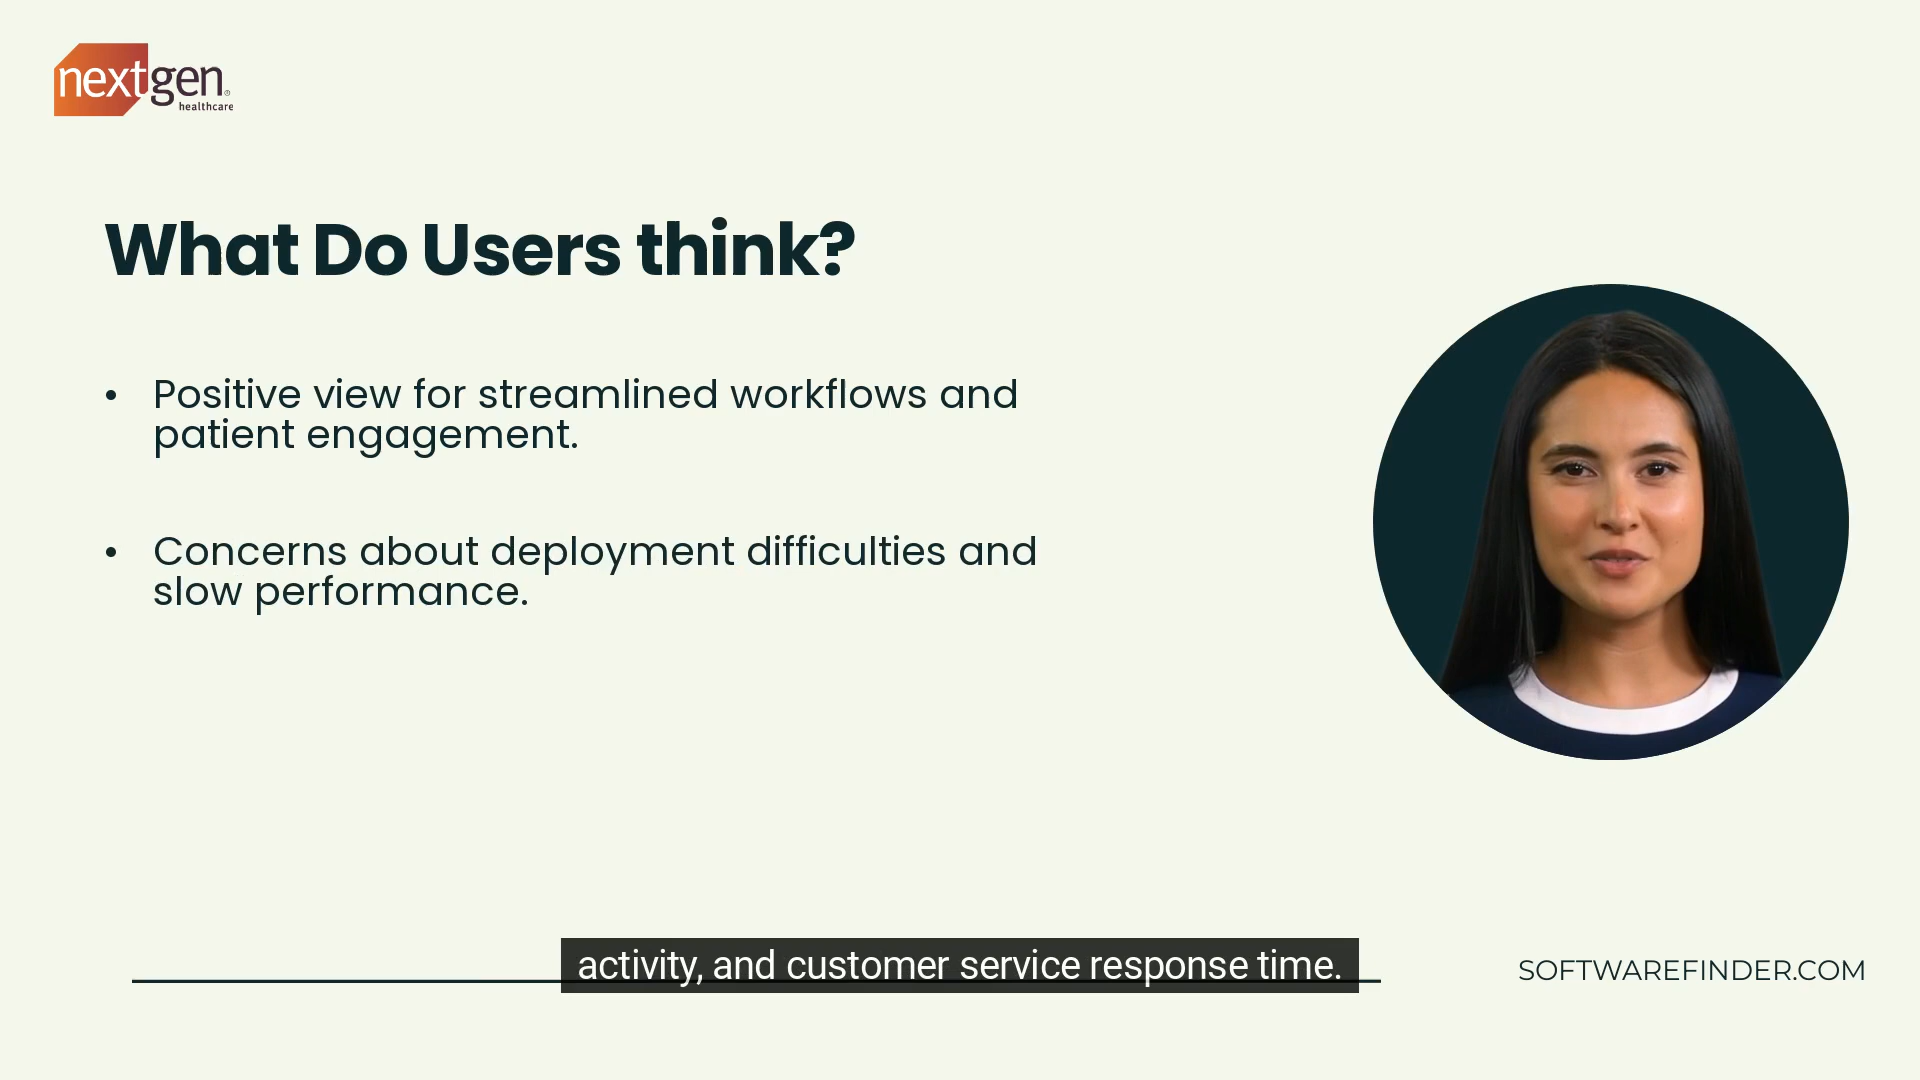 nextgen®
healthcare
What Do Users think?
• Positive view for streamlined workflows and
patient engagement.
• Concerns about deployment difficulties and
slow performance.
activity, and customer service response time.
SOFTWAREFINDER.COM